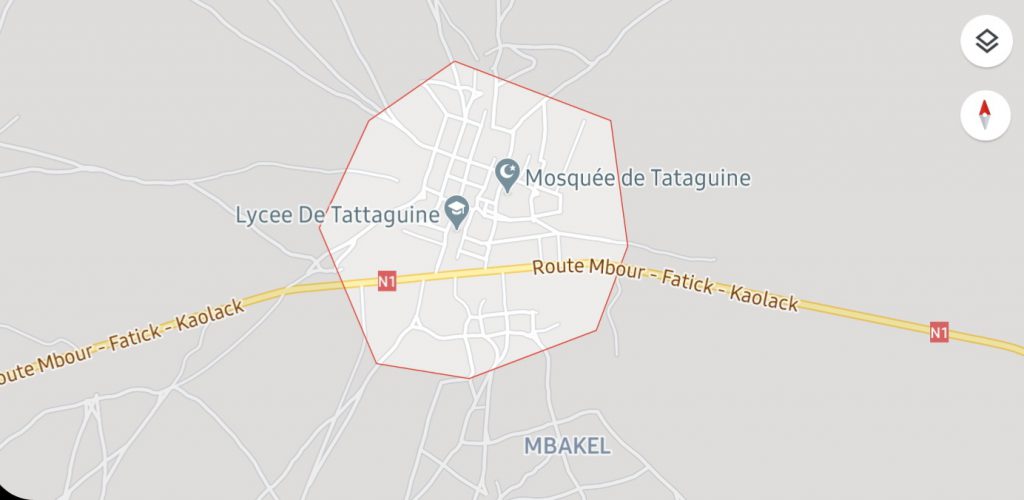 Mosquée de Tataguine
Lycee De Tattaguine
Route Mbour - Fatick - Kaolack
N1
oute Mbour - Fatick - Kaolack
N1
MBAKEL